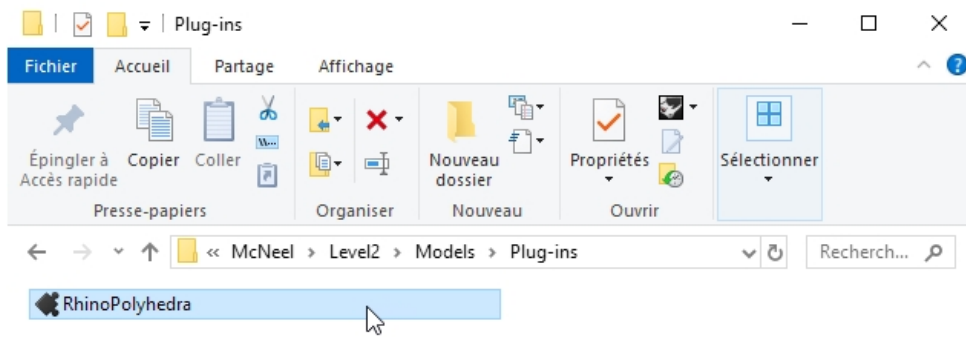 Plug-ins
Fichier Accueil Partage Affichage
?
Épingler à Accès rapide Copier Coller Nouveau dossier Propriétés Sélectionner
Presse-papiers Organiser Nouveau Ouvrir
« McNeel > Level2 > Models > Plug-ins Recherch...
RhinoPolyhedra